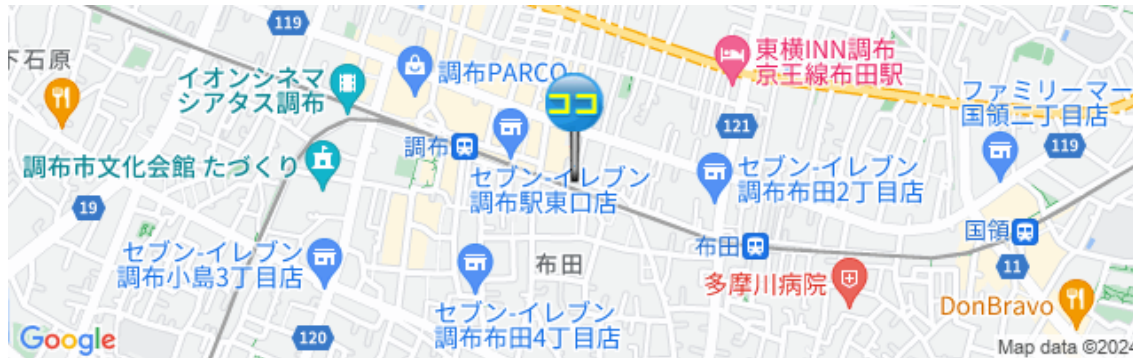 119
下石原
イオンシネマ
シアタス調布
調布PARCO
ココ
東横INN調布
京王線布田駅
ファミリーマー
国領二丁目店
121
119
調布
調布市文化会館 たづくり
セブン-イレブン
調布駅東口店
セブン-イレブン
調布布田2丁目店
19
布田
国領
セブン-イレブン
調布小島3丁目店
布田
多摩川病院
11
DonBravo
120
セブン-イレブン
調布布田4丁目店
Google
Map data ©2024